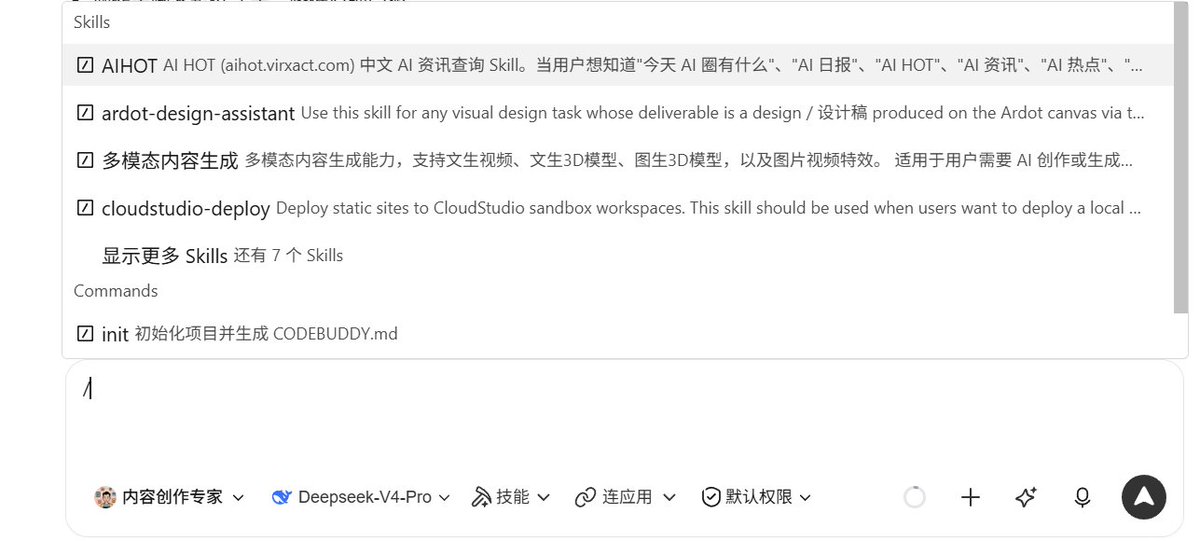 Skills
AIHOT AI HOT (aihot.virxact.com) 中文 AI 资讯查询 Skill。当用户想知道"今天 AI 圈有什么"、"AI 日报"、"AI HOT"、"AI 资讯"、"AI 热点"、"...
ardot-design-assistant Use this skill for any visual design task whose deliverable is a design / 设计稿 produced on the Ardot canvas via t...
多模态内容生成 多模态内容生成能力，支持文生视频、文生3D模型、图生3D模型，以及图片视频特效。 适用于用户需要 AI 创作或生成...
cloudstudio-deploy Deploy static sites to CloudStudio sandbox workspaces. This skill should be used when users want to deploy a local ...
显示更多 Skills 还有 7 个 Skills
Commands
init 初始化项目并生成 CODEBUDDY.md
/
内容创作专家 Deepseek-V4-Pro 技能 连应用 默认权限